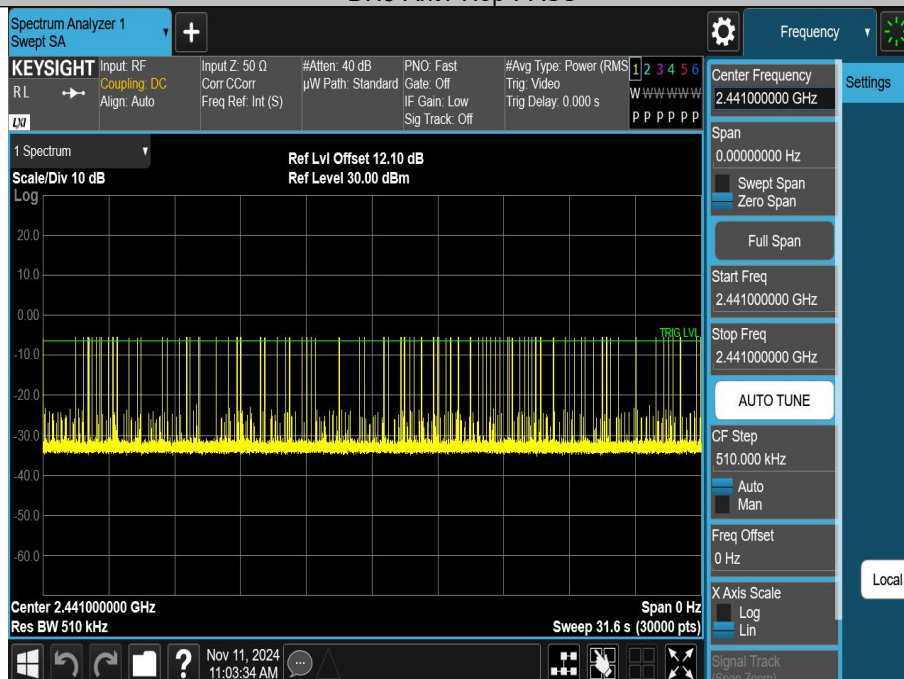 Spectrum Analyzer 1
Swept SA
Frequency
KEYSIGHT
R L
LXI
Input: RF
Coupling: DC
Align: Auto
Input Z: 50 Ω
Corr CCorr
Freq Ref: Int (S)
#Atten: 40 dB
µW Path: Standard
PNO: Fast
Gate: Off
IF Gain: Low
Sig Track: Off
#Avg Type: Power (RMS
Trig: Video
Trig Delay: 0.000 s
1 2 3 4 5 6
W W W W W W
P P P P P P
1 Spectrum
Scale/Div 10 dB
Ref Lvl Offset 12.10 dB
Ref Level 30.00 dBm
Log
20.0
10.0
0.00
-10.0
-20.0
-30.0
-40.0
-50.0
-60.0
TRIG LVL
Center 2.441000000 GHz
Res BW 510 kHz
Span 0 Hz
Sweep 31.6 s (30000 pts)
Center Frequency
2.441000000 GHz
Span
0.00000000 Hz
Swept Span
Zero Span
Full Span
Start Freq
2.441000000 GHz
Stop Freq
2.441000000 GHz
AUTO TUNE
CF Step
510.000 kHz
Auto
Man
Freq Offset
0 Hz
X Axis Scale
Log
Lin
Signal Track
(Span Zoom)
Settings
Local
Nov 11, 2024
11:03:34 AM